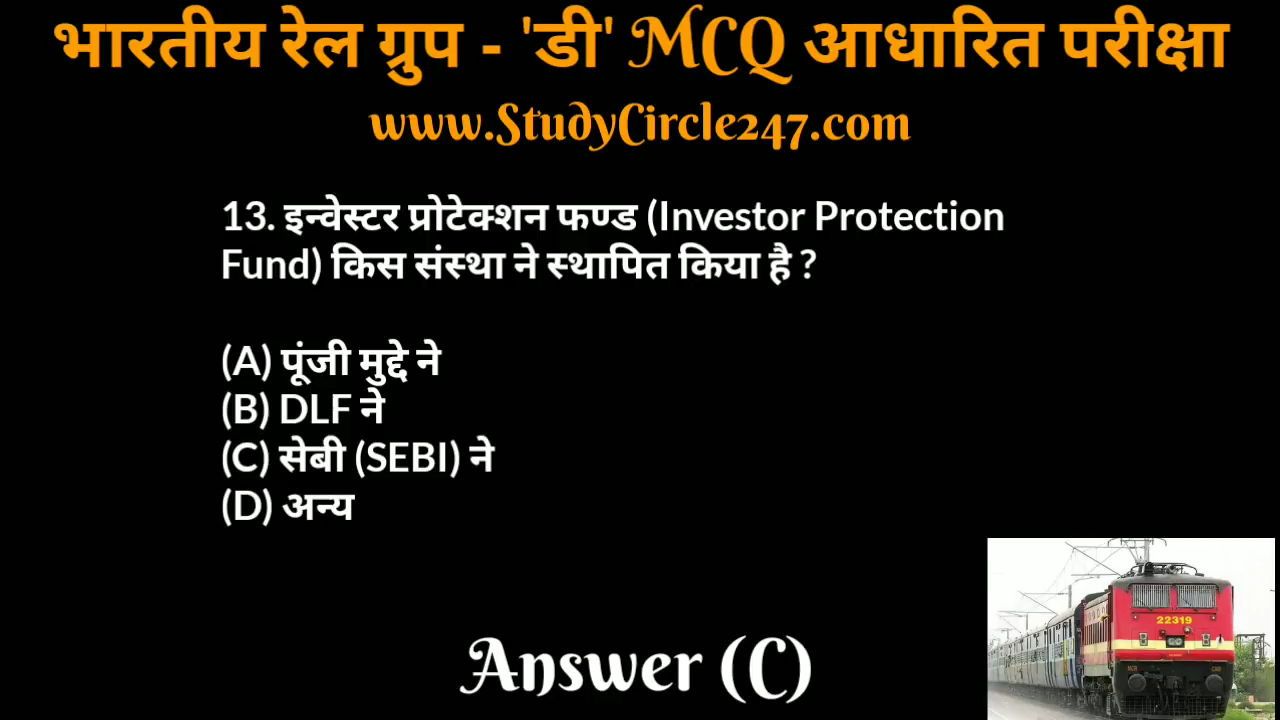 भारतीय रेल ग्रुप - 'डी' MCQ आधारित परीक्षा
www.StudyCircle247.com
13. इन्वेस्टर प्रोटेक्शन फण्ड (Investor Protection
Fund) किस संस्था ने स्थापित किया है ?
(A) पूंजी मुद्दे ने
(B) DLF ने
(C) सेबी (SEBI) ने
(D) अन्य
22319
Answer (C)